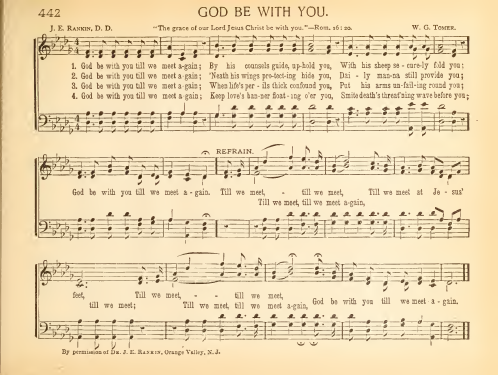 442
GOD BE WITH YOU.
J. E. RANKIN, D. D. "The grace of our Lord Jesus Christ be with you."—ROM. 16: 20. W. G. TOMER.
1. God be with you till we meet a-gain; By his counsels guide, up-hold you, With his sheep se - cure-ly fold you;
2. God be with you till we meet a-gain; 'Neath his wings pro-tect-ing hide you, Dai - ly man-na still provide you;
3. God be with you till we meet a-gain; When life's per - ils thick confound you, Put his arms un-fail-ing round you;
4. God be with you till we meet a-gain; Keep love's ban-ner float-ing o'er you, Smite death's threat'ning wave before you;
REFRAIN.
God be with you till we meet a - gain. Till we meet, - till we meet, Till we meet at Je - sus'
Till we meet, till we meet a-gain,
feet, Till we meet, - - till we meet,
till we meet; Till we meet, till we meet a-gain, God be with you till we meet a - gain.
By permission of DR. J. E. RANKIN, Orange Valley, N. J.